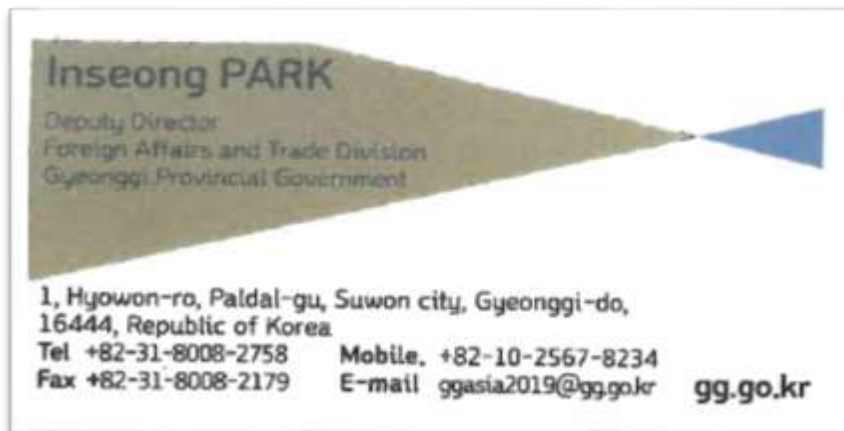 Inseong PARK
Deputy Director
Foreign Affairs and Trade Division
Gyeonggi Provincial Government
1, Hyowon-ro, Paldal-gu, Suwon city, Gyeonggi-do,
16444, Republic of Korea
Tel +82-31-8008-2758 Mobile. +82-10-2567-8234
Fax +82-31-8008-2179 E-mail ggasia2019@gg.go.kr gg.go.kr